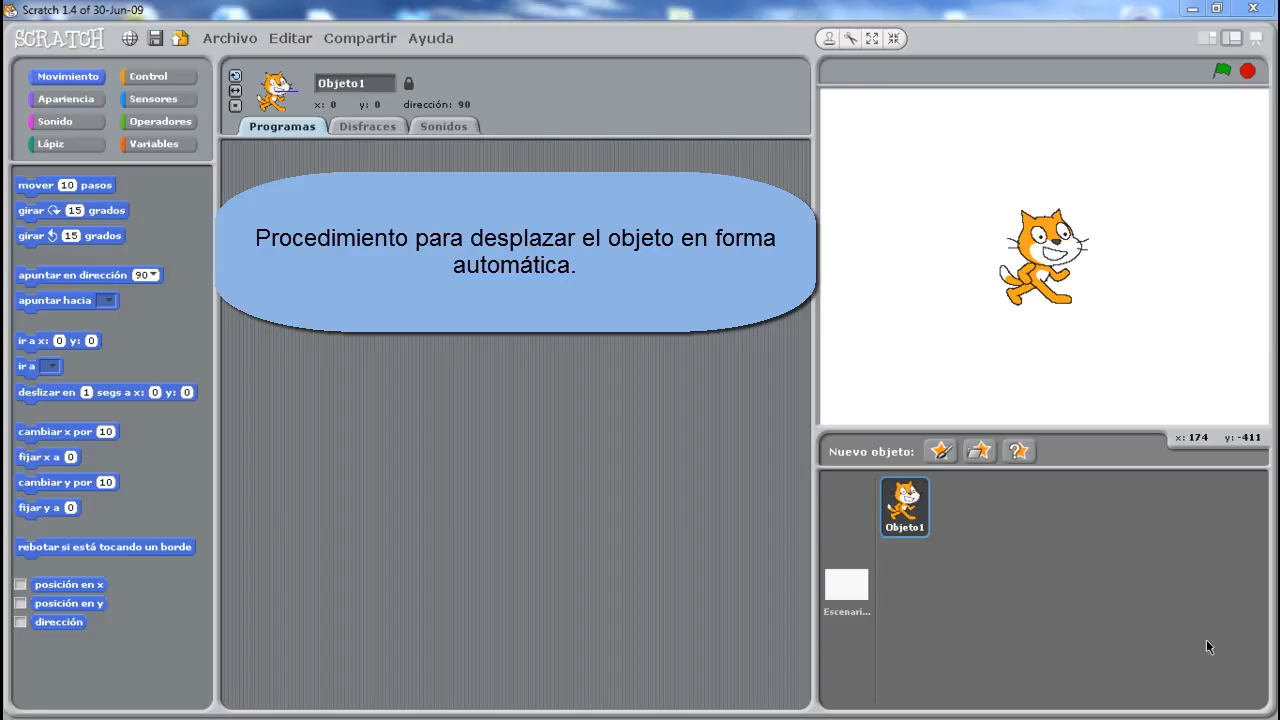 Scratch 1.4 of 30-Jun-09
SCRATCH Archivo Editar Compartir Ayuda
Movimiento Control
Apariencia Sensores
Sonido Operadores
Lápiz Variables
mover 10 pasos
girar 15 grados
girar 15 grados
apuntar en dirección 90
apuntar hacia
ir a x: 0 y: 0
ir a
deslizar en 1 segs a x: 0 y: 0
cambiar x por 10
fijar x a 0
cambiar y por 10
fijar y a 0
rebotar si está tocando un borde
posición en x
posición en y
dirección
Objeto1
x: 0 y: 0 dirección: 90
Programas Disfraces Sonidos
Procedimiento para desplazar el objeto en forma
automática.
x: 174 y: -411
Nuevo objeto:
Objeto1
Escenari...